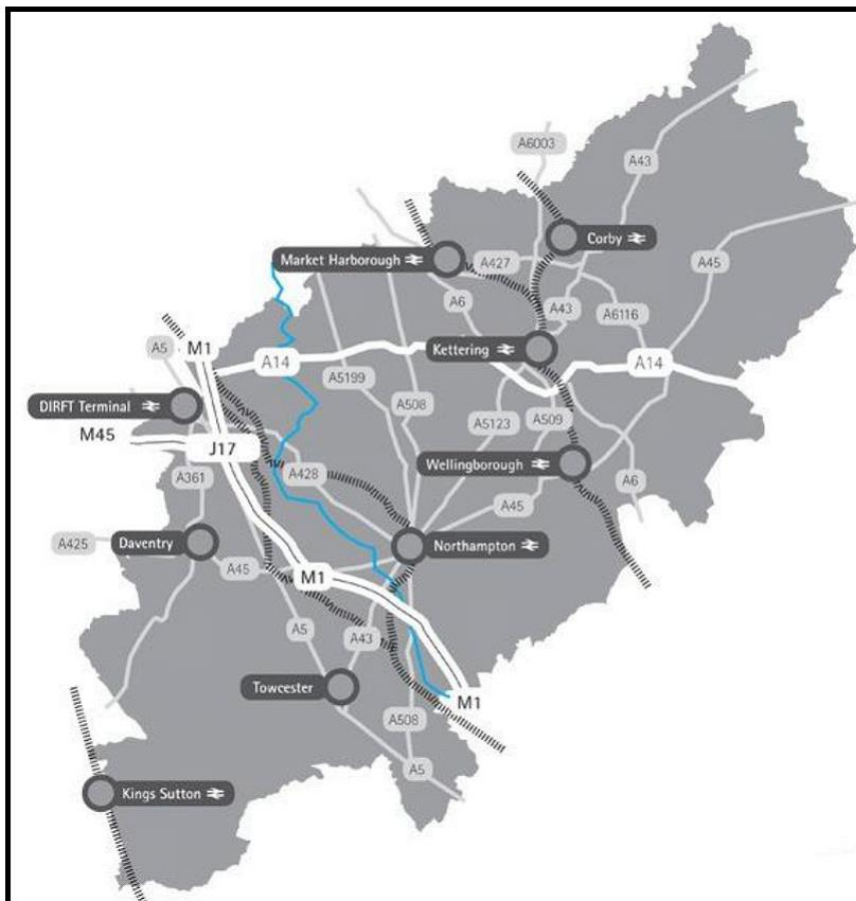 A6003
A43
Corby
Market Harborough
A427
A45
A6
A43
A6116
A5
M1
A14
Kettering
A14
A5199
DIRFT Terminal
A508
A5123
A509
M45
J17
Wellingborough
A361
A428
A6
A45
A425
Daventry
Northampton
A45
M1
A5
A43
Towcester
M1
A508
A5
Kings Sutton